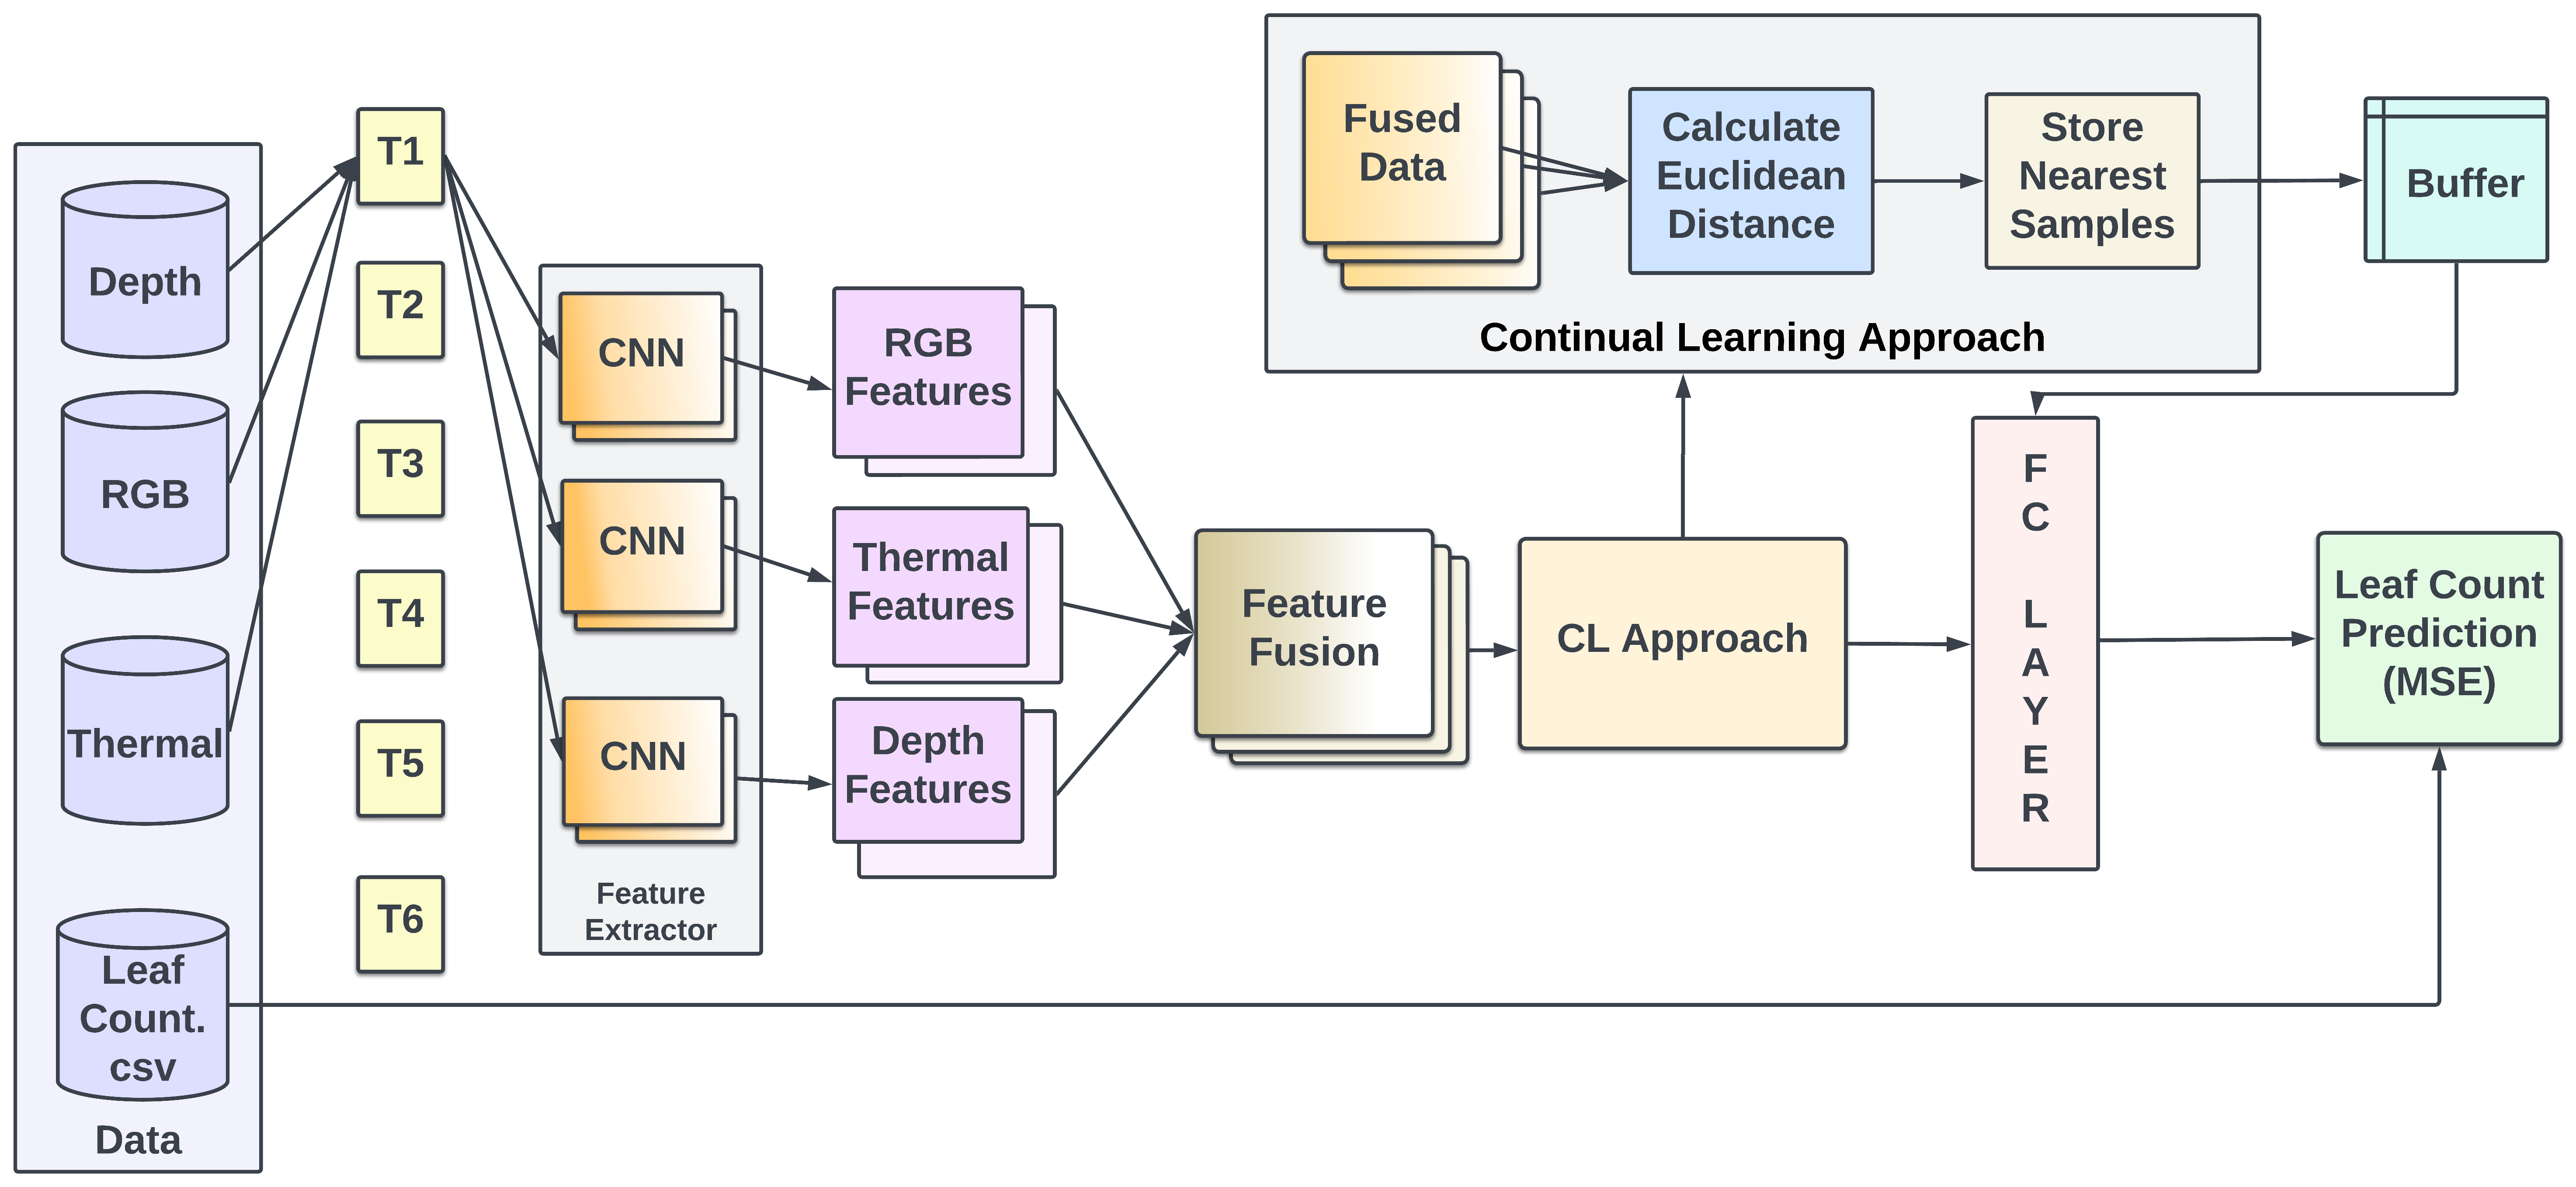 Depth
RGB
Thermal
Leaf
Count.
csv
Data
T1
T2
T3
T4
T5
T6
CNN
CNN
CNN
Feature
Extractor
RGB
Features
Thermal
Features
Depth
Features
Feature
Fusion
CL Approach
Fused
Data
Calculate
Euclidean
Distance
Store
Nearest
Samples
Continual Learning Approach
Buffer
F
C
L
A
Y
E
R
Leaf Count
Prediction
(MSE)